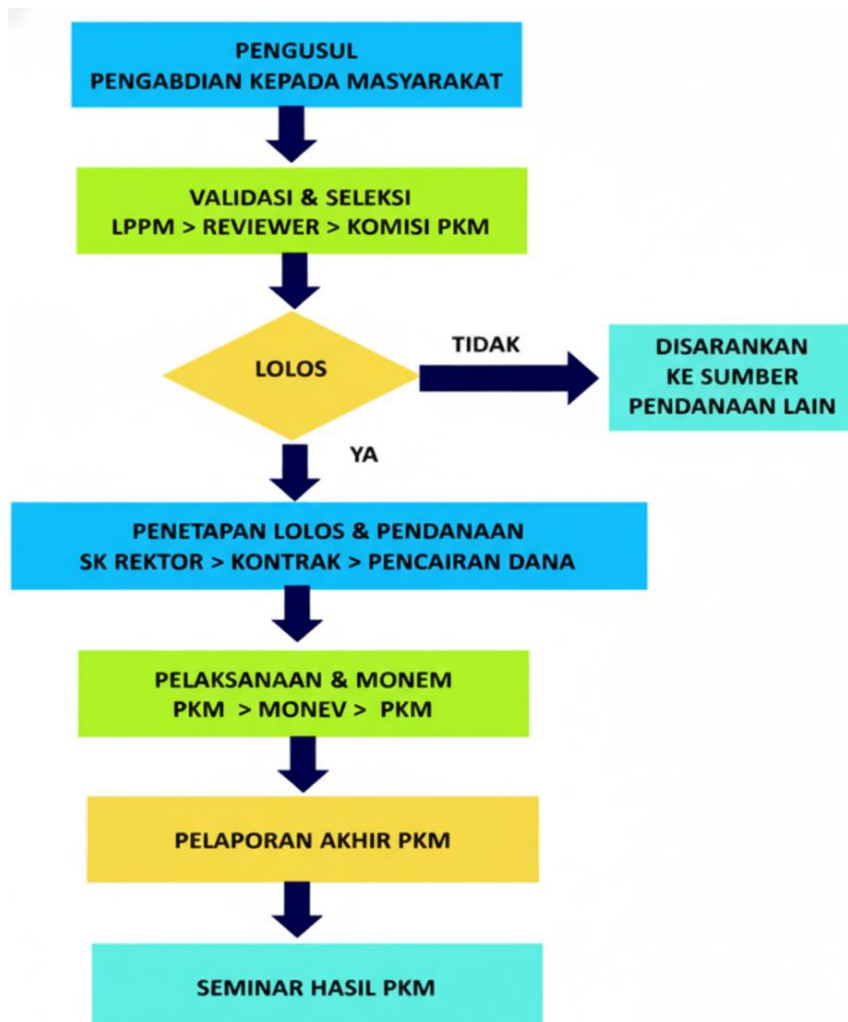 PENGUSUL
PENGABDIAN KEPADA MASYARAKAT
VALIDASI & SELEKSI
LPPM > REVIEWER > KOMISI PKM
LOLOS
TIDAK
DISARANKAN
KE SUMBER
PENDANAAN LAIN
YA
PENETAPAN LOLOS & PENDANAAN
SK REKTOR > KONTRAK > PENCAIRAN DANA
PELAKSANAAN & MONEM
PKM > MONEV > PKM
PELAPORAN AKHIR PKM
SEMINAR HASIL PKM